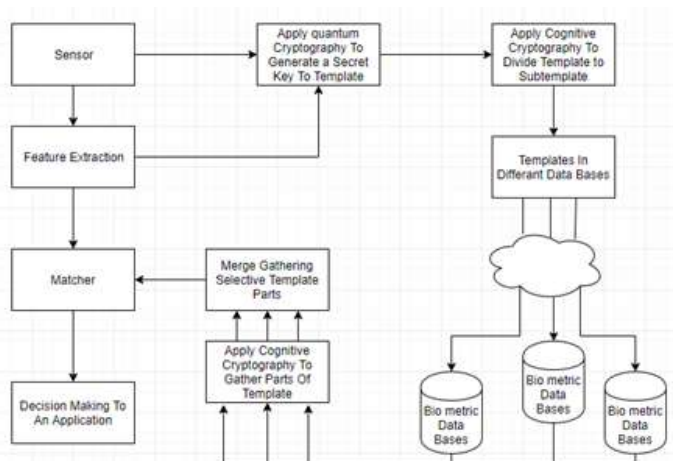 Sensor
Apply quantum
Cryptography To
Generate a Secret
Key To Template
Apply Cognitive
Cryptography To
Divide Template to
Subtemplate
Feature Extraction
Templates In
Differant Data Bases
Matcher
Merge Gathering
Selective Template
Parts
Apply Cognitive
Cryptography To
Gather Parts Of
Template
Decision Making To
An Application
Bio metric
Data
Bases
Bio metric
Data
Bases
Bio metric
Data
Bases